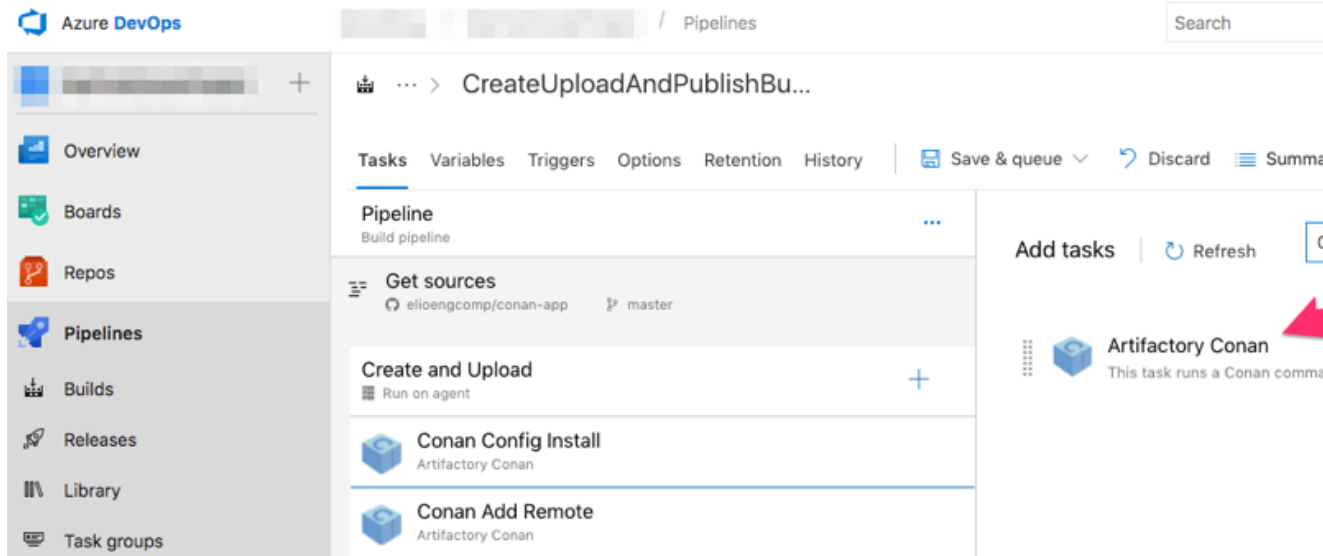 Azure DevOps
/ Pipelines
Search
CreateUploadAndPublishBu...
Overview
Boards
Repos
Pipelines
Builds
Releases
Library
Task groups
Tasks Variables Triggers Options Retention History
Save & queue Discard Summa
Pipeline
Build pipeline
Get sources
elioengcomp/conan-app master
Create and Upload
Run on agent
Conan Config Install
Artifactory Conan
Conan Add Remote
Artifactory Conan
Add tasks Refresh
Artifactory Conan
This task runs a Conan comma